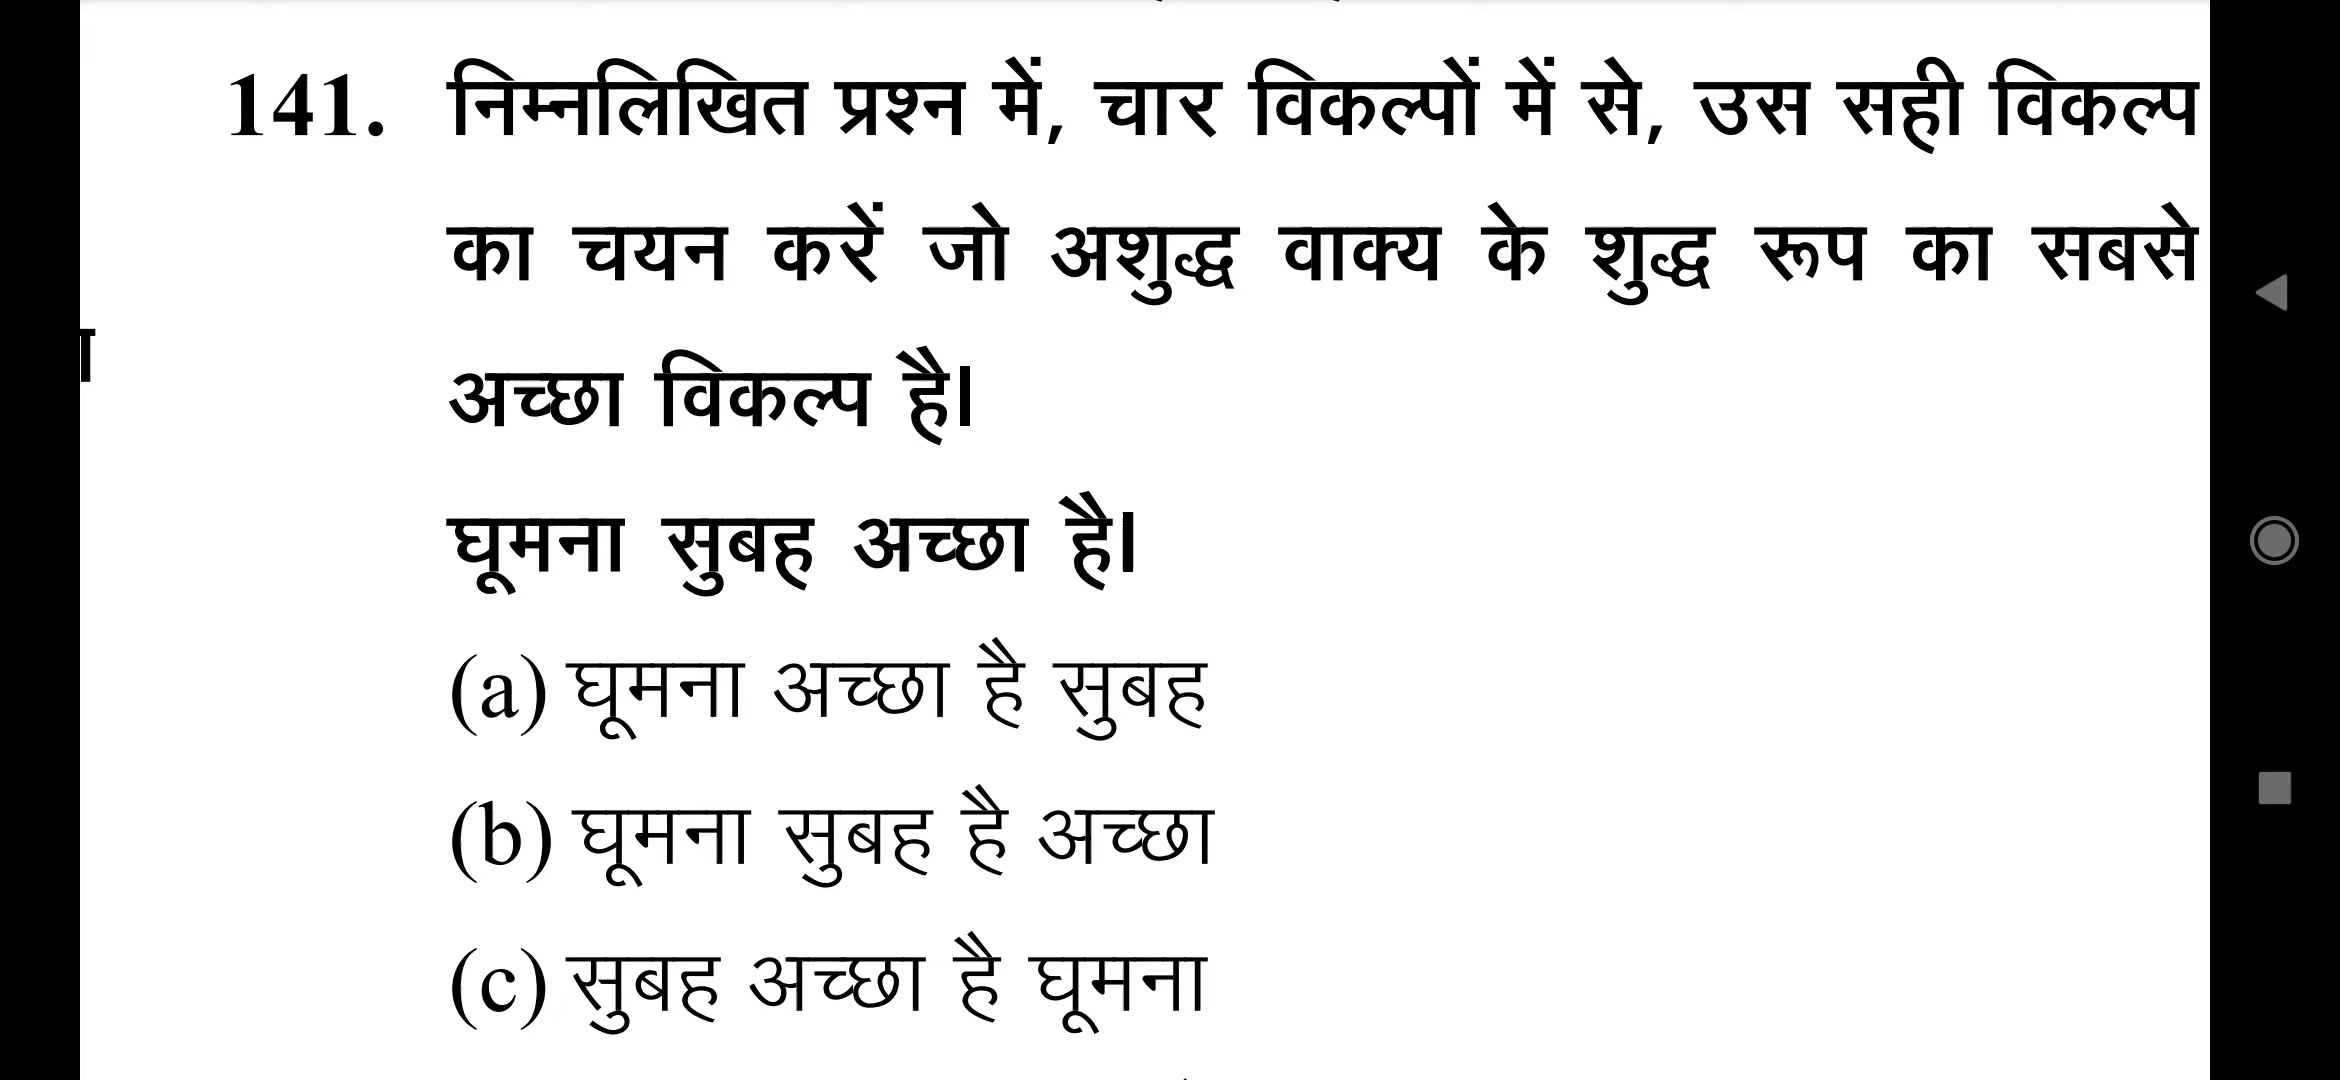 141. निम्नलिखित प्रश्न में, चार विकल्पों में से, उस सही विकल्प
का चयन करें जो अशुद्ध वाक्य के शुद्ध रूप का सबसे
अच्छा विकल्प है।
घूमना सुबह अच्छा है।
(a) घूमना अच्छा है सुबह
(b) घूमना सुबह है अच्छा
(c) सुबह अच्छा है घूमना